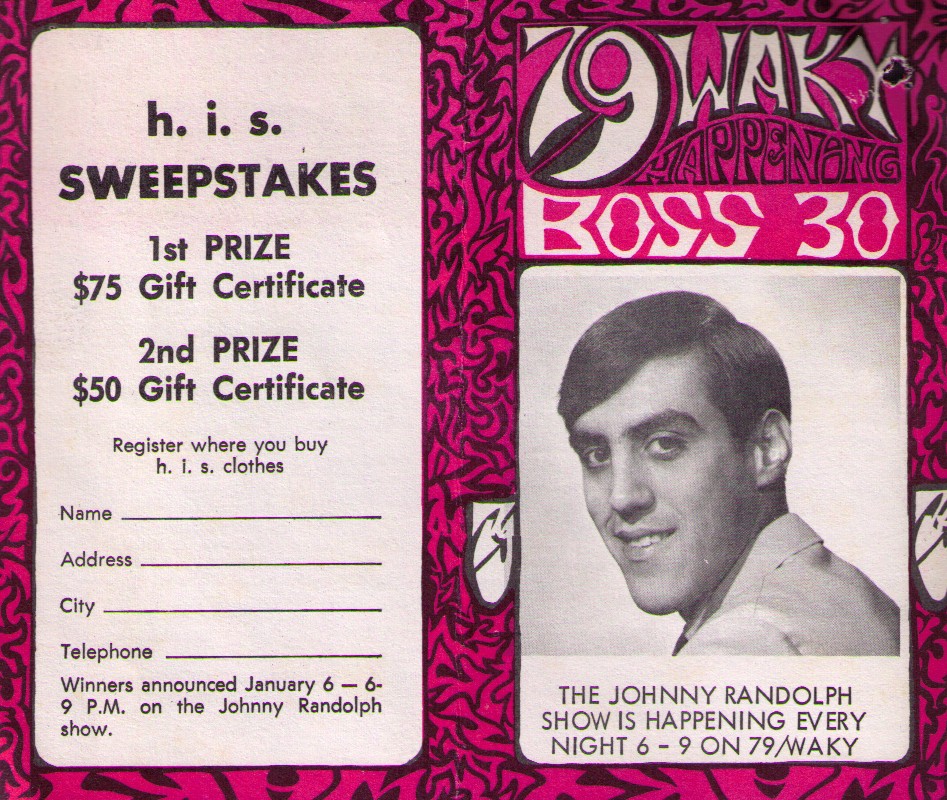 h. i. s.
SWEEPSTAKES
1st PRIZE
$75 Gift Certificate
2nd PRIZE
$50 Gift Certificate
Register where you buy
h. i. s. clothes
Name
Address
City
Telephone
Winners announced January 6 — 6-
9 P.M. on the Johnny Randolph
show.
79 WAKY
HAPPENING
BOSS 30
THE JOHNNY RANDOLPH
SHOW IS HAPPENING EVERY
NIGHT 6 – 9 ON 79/WAKY